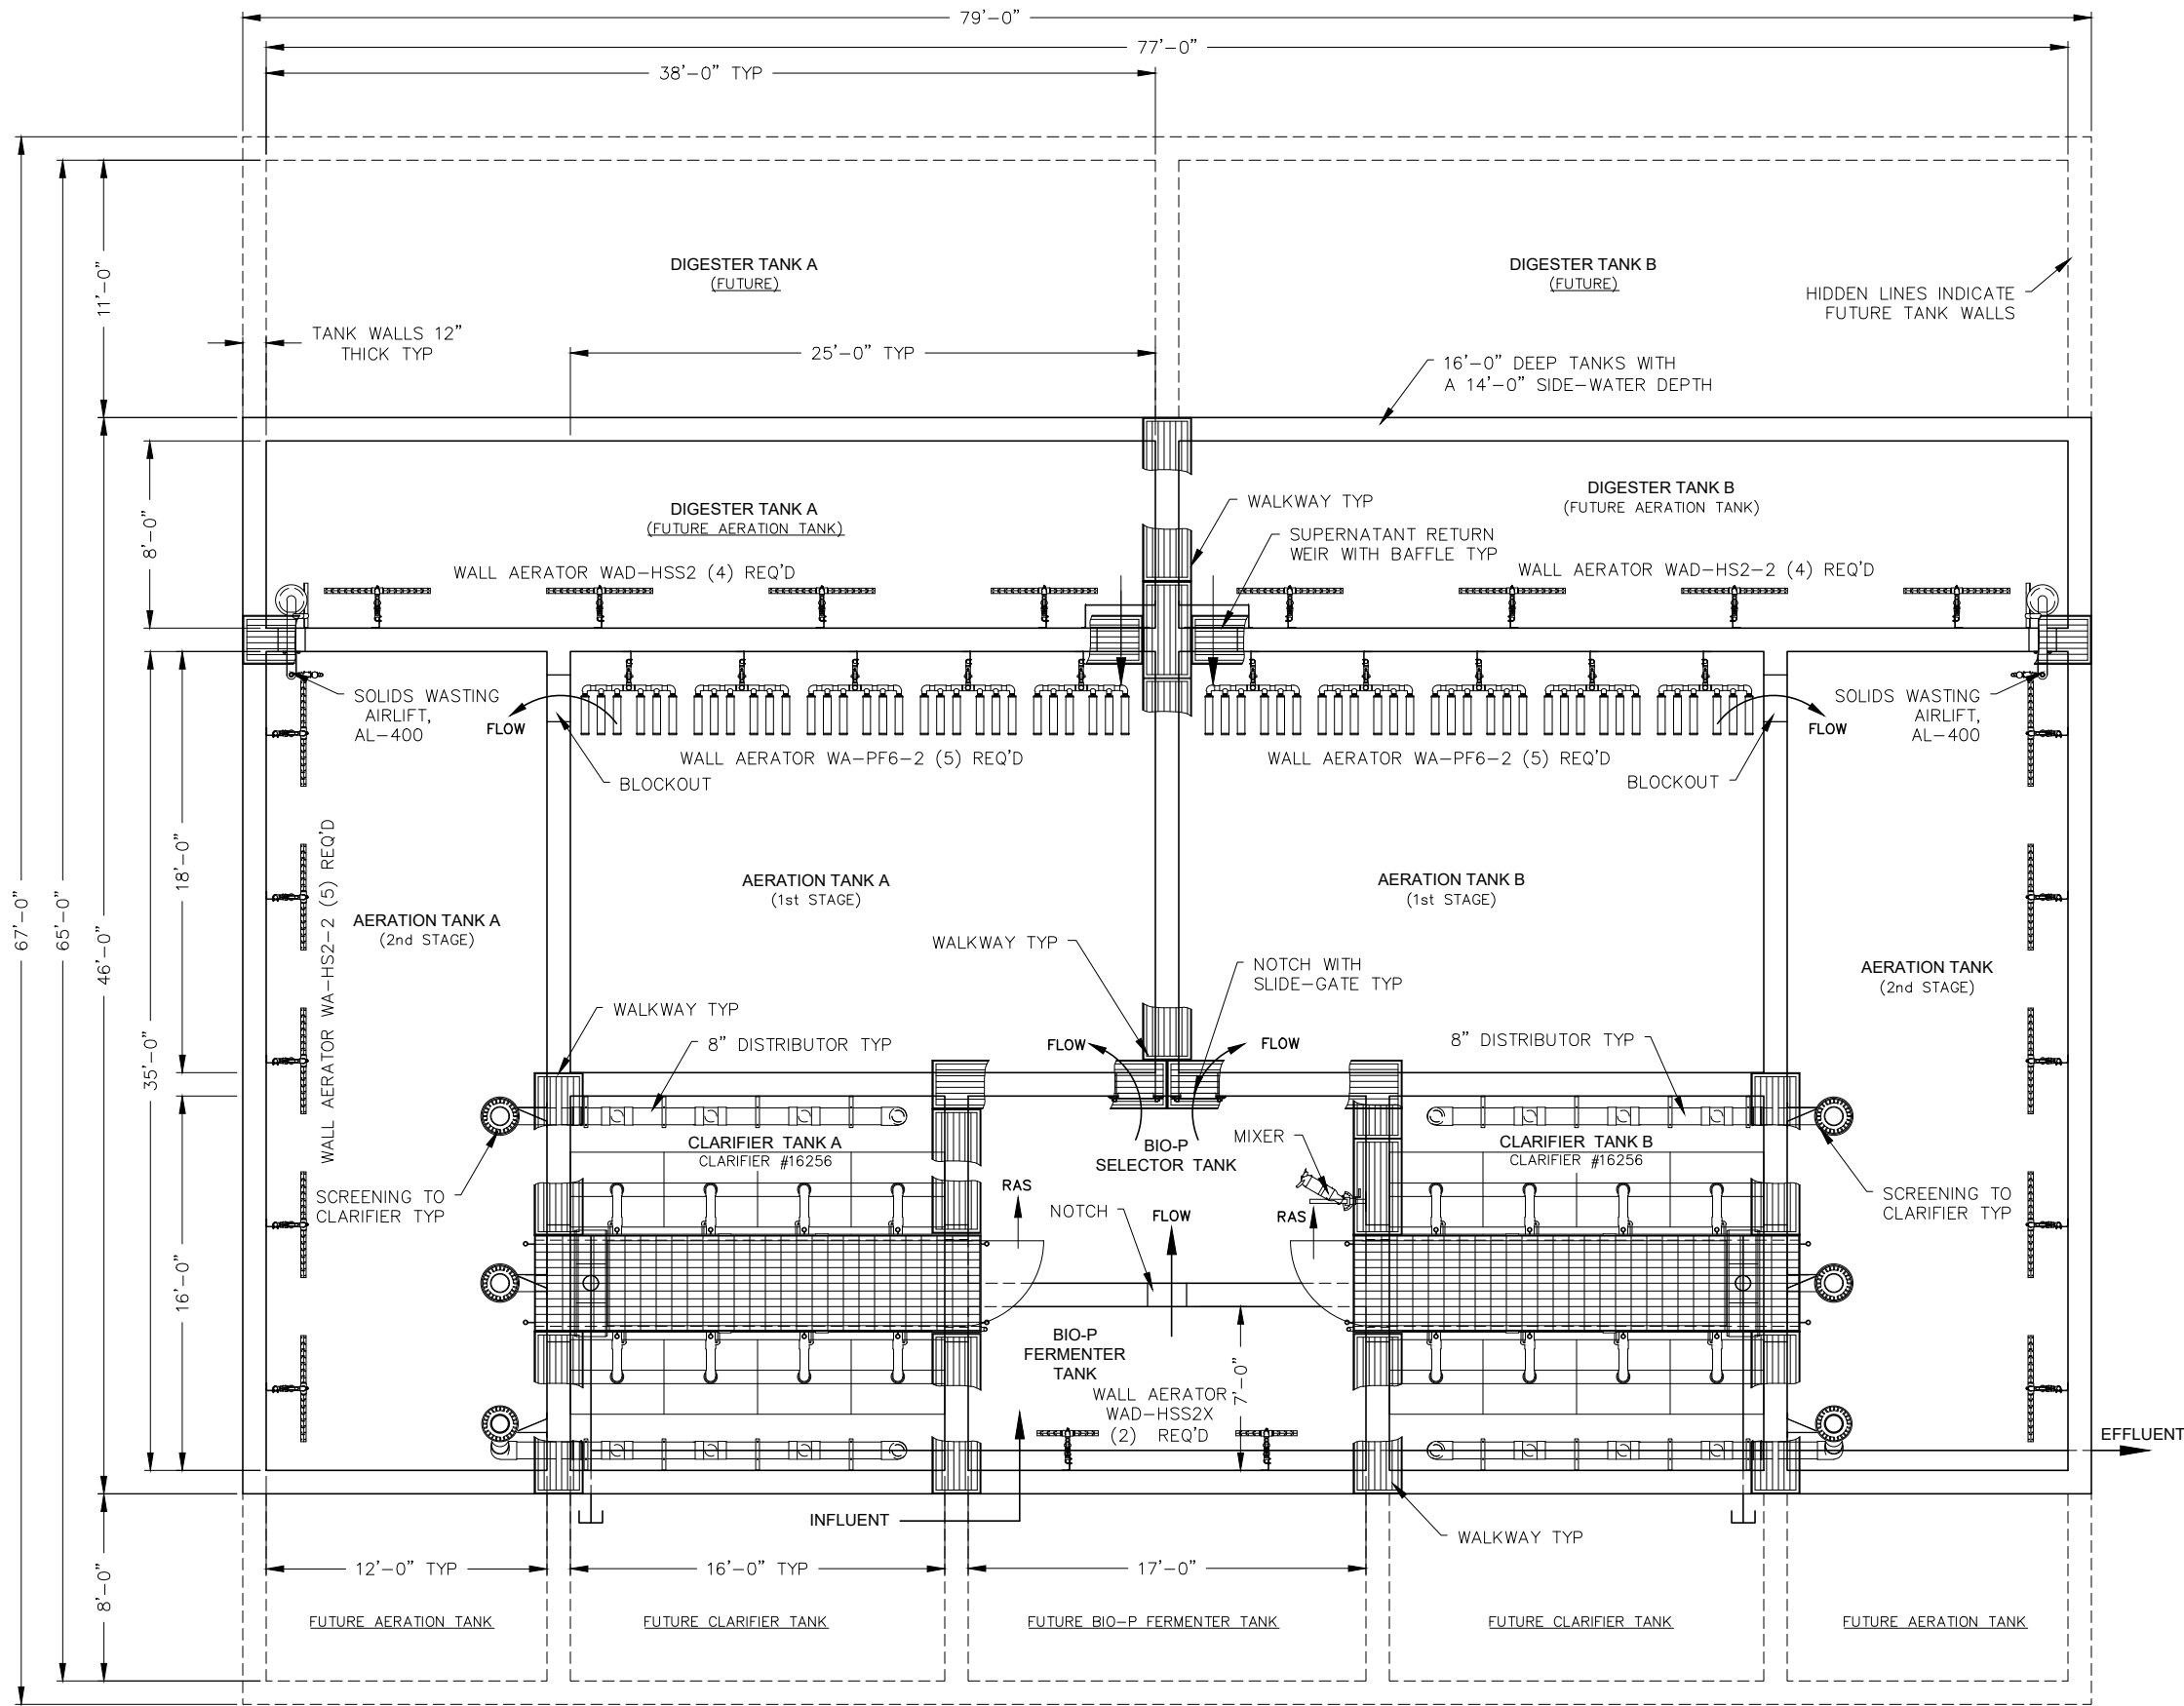 79'-0"
77'-0"
38'-0" TYP
DIGESTER TANK A
(FUTURE)
DIGESTER TANK B
(FUTURE)
HIDDEN LINES INDICATE
FUTURE TANK WALLS
11'-0"
TANK WALLS 12"
THICK TYP
25'-0" TYP
16'-0" DEEP TANKS WITH
A 14'-0" SIDE-WATER DEPTH
8'-0"
DIGESTER TANK A
(FUTURE AERATION TANK)
DIGESTER TANK B
(FUTURE AERATION TANK)
WALKWAY TYP
SUPERNATANT RETURN
WEIR WITH BAFFLE TYP
WALL AERATOR WAD-HSS2 (4) REQ'D
WALL AERATOR WAD-HS2-2 (4) REQ'D
SOLIDS WASTING
AIRLIFT,
AL-400
FLOW
SOLIDS WASTING
AIRLIFT,
AL-400
FLOW
WALL AERATOR WA-PF6-2 (5) REQ'D
WALL AERATOR WA-PF6-2 (5) REQ'D
BLOCKOUT
BLOCKOUT
67'-0"
65'-0"
46'-0"
35'-0"
18'-0"
WALL AERATOR WA-HS2-2 (5) REQ'D
AERATION TANK A
(2nd STAGE)
AERATION TANK A
(1st STAGE)
AERATION TANK B
(1st STAGE)
AERATION TANK
(2nd STAGE)
WALKWAY TYP
NOTCH WITH
SLIDE-GATE TYP
WALKWAY TYP
8" DISTRIBUTOR TYP
FLOW
FLOW
8" DISTRIBUTOR TYP
CLARIFIER TANK A
CLARIFIER #16256
BIO-P
SELECTOR TANK
MIXER
CLARIFIER TANK B
CLARIFIER #16256
SCREENING TO
CLARIFIER TYP
RAS
NOTCH
FLOW
RAS
SCREENING TO
CLARIFIER TYP
16'-0"
BIO-P
FERMENTER
TANK
7'-0"
WALL AERATOR
WAD-HSS2X
(2) REQ'D
EFFLUENT
INFLUENT
WALKWAY TYP
8'-0"
12'-0" TYP
16'-0" TYP
17'-0"
FUTURE AERATION TANK
FUTURE CLARIFIER TANK
FUTURE BIO-P FERMENTER TANK
FUTURE CLARIFIER TANK
FUTURE AERATION TANK